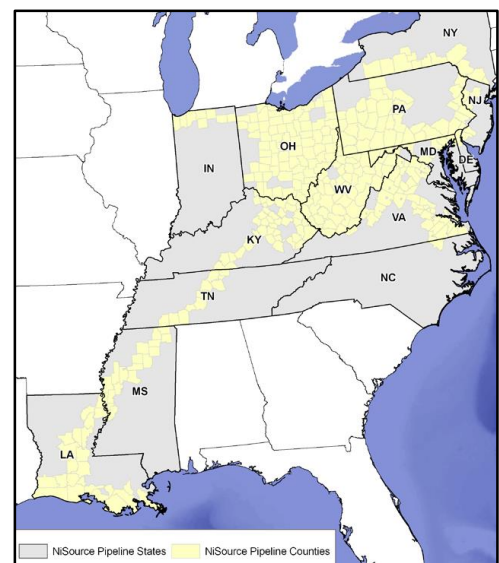 NY
PA
NJ
OH
MD
IN
DE
WV
VA
KY
NC
TN
MS
LA
NiSource Pipeline States
NiSource Pipeline Counties